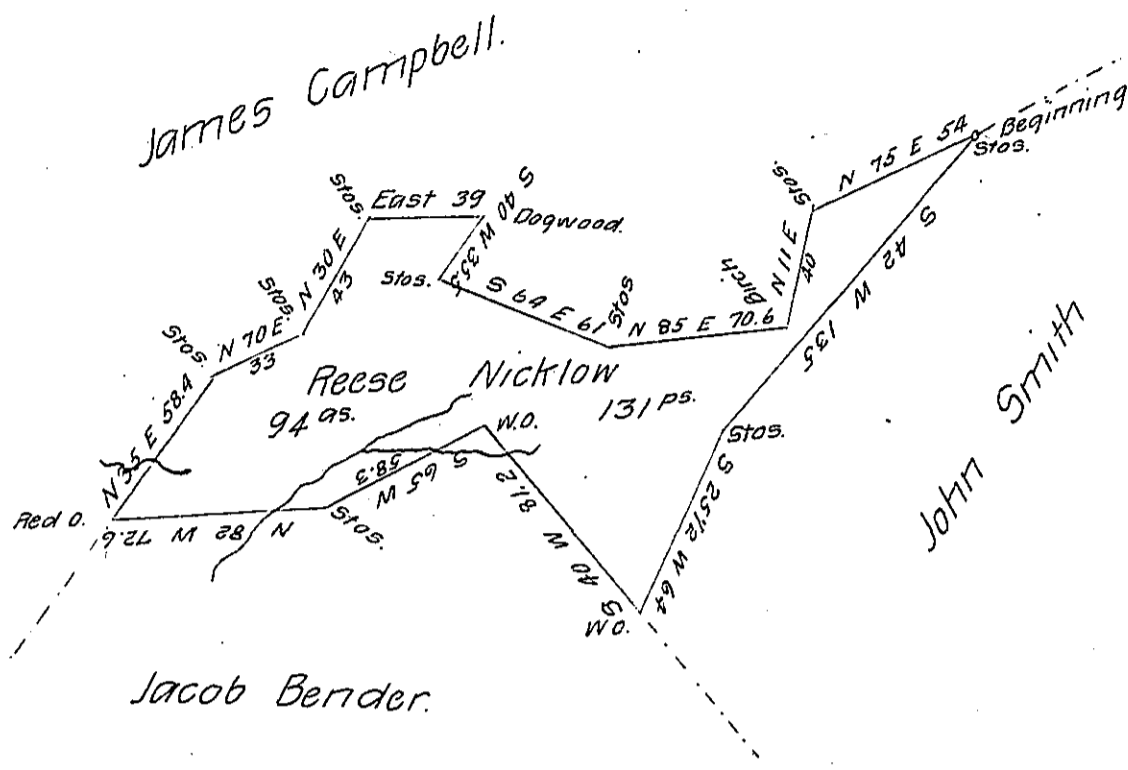 James Campbell.
Beginning
Stos.
N 75 E 54
Stos.
N 11 E
40
Birch
N 85 E 70.6
Stos
S 64 E 61
Stos.
S 40 W 35.5
Dogwood.
East 39
Stos.
N 30 E
43
Stos.
N 70 E
33
Stos.
N 35 E 58.4
Red O.
N 82 W 72.6
Stos.
S 65 W
58.3
W.O.
S 40 W 81.2
W O.
S 25 1/2 W 64
Stos.
S 42 W 135
Reese Nicklow
94 as. 131 Ps.
John Smith
Jacob Bender.